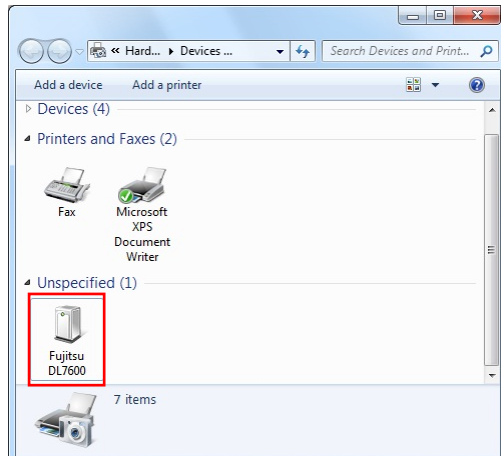 « Hard... ▸ Devices ...
Search Devices and Print...
Add a device Add a printer
Devices (4)
Printers and Faxes (2)
Fax
Microsoft
XPS
Document
Writer
Unspecified (1)
Fujitsu
DL7600
7 items